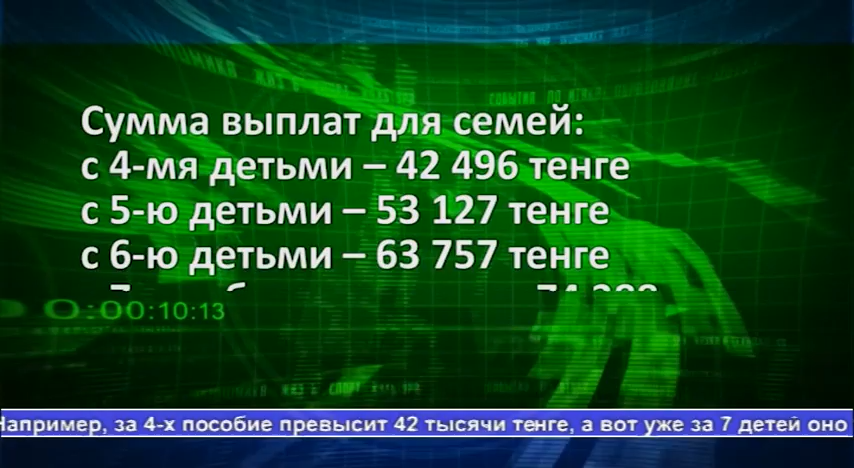 Сумма выплат для семей:
с 4-мя детьми – 42 496 тенге
с 5-ю детьми – 53 127 тенге
с 6-ю детьми – 63 757 тенге
0:00:10:13
Например, за 4-х пособие превысит 42 тысячи тенге, а вот уже за 7 детей оно